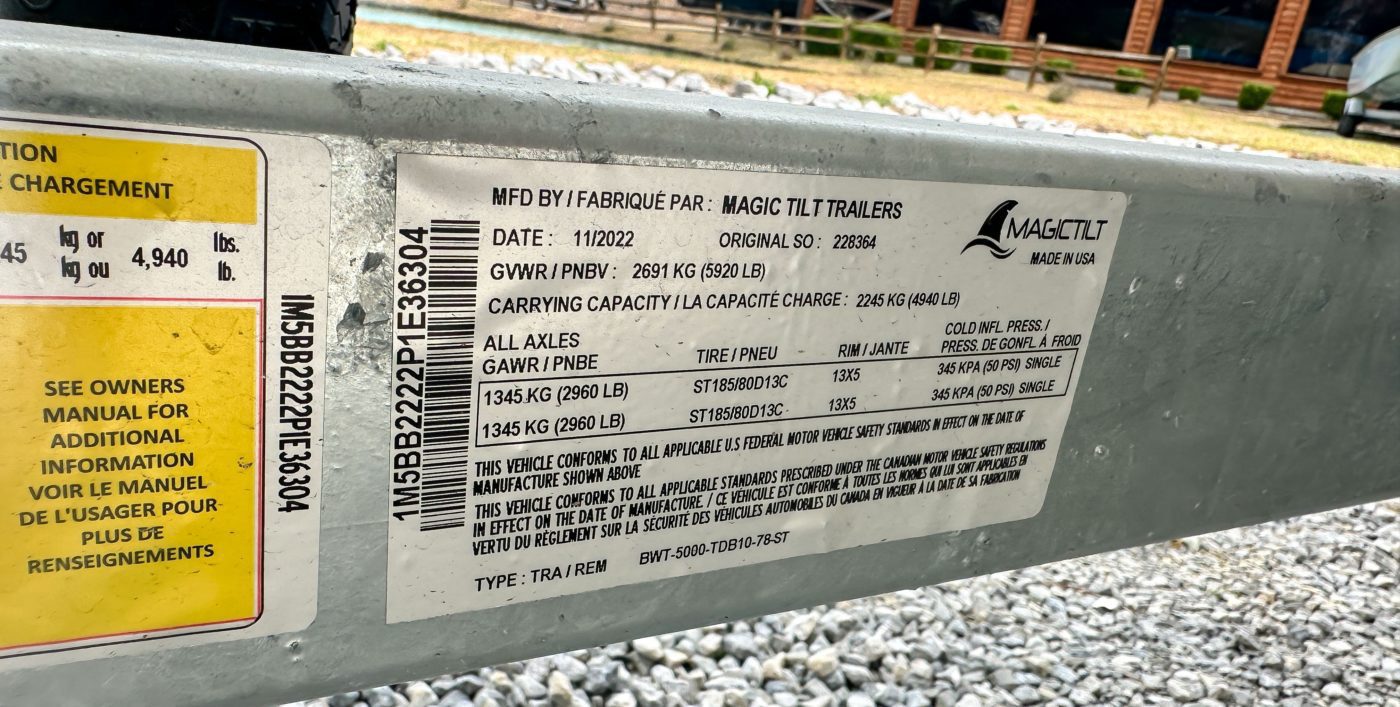 TION
E CHARGEMENT
45 kg or 4,940 lbs.
kg ou lb.
SEE OWNERS
MANUAL FOR
ADDITIONAL
INFORMATION
VOIR LE MANUEL
DE L'USAGER POUR
PLUS DE
RENSEIGNEMENTS
1M5BB2222P1E36304
1M5BB2222P1E36304
MFD BY / FABRIQUÉ PAR : MAGIC TILT TRAILERS
DATE : 11/2022 ORIGINAL SO : 228364
MAGICTILT
MADE IN USA
GVWR / PNBV : 2691 KG (5920 LB)
CARRYING CAPACITY / LA CAPACITÉ CHARGE : 2245 KG (4940 LB)
ALL AXLES COLD INFL. PRESS. /
GAWR / PNBE TIRE / PNEU RIM / JANTE PRESS. DE GONFL. À FROID
1345 KG (2960 LB) ST185/80D13C 13X5 345 KPA (50 PSI) SINGLE
1345 KG (2960 LB) ST185/80D13C 13X5 345 KPA (50 PSI) SINGLE
THIS VEHICLE CONFORMS TO ALL APPLICABLE U.S FEDERAL MOTOR VEHICLE SAFETY STANDARDS IN EFFECT ON THE DATE OF
MANUFACTURE SHOWN ABOVE
THIS VEHICLE CONFORMS TO ALL APPLICABLE STANDARDS PRESCRIBED UNDER THE CANADIAN MOTOR VEHICLE SAFETY REGULATIONS
IN EFFECT ON THE DATE OF MANUFACTURE. / CE VÉHICULE EST CONFORME À TOUTES LES NORMES QUI LUI SONT APPLICABLES EN
VERTU DU RÈGLEMENT SUR LA SÉCURITÉ DES VÉHICULES AUTOMOBILES DU CANADA EN VIGUEUR À LA DATE DE SA FABRICATION
TYPE : TRA / REM BWT-5000-TDB10-78-ST